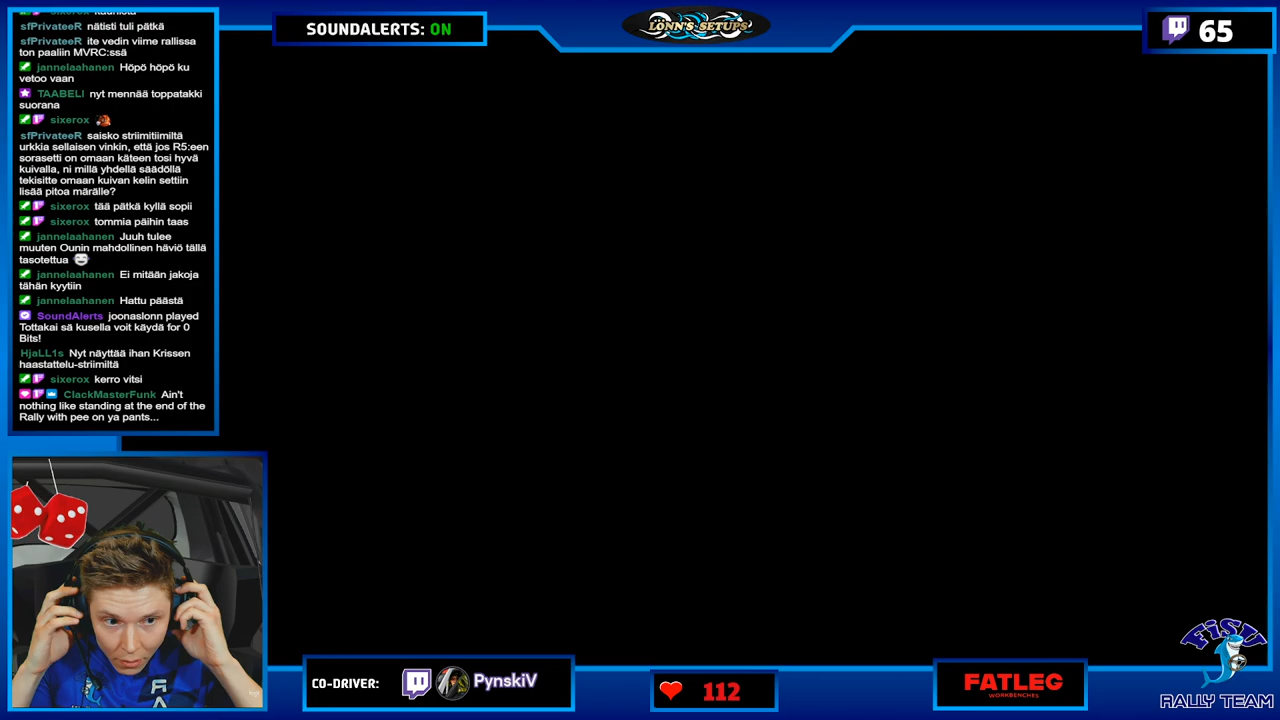 sfPrivateeR nätisti tuli pätkä
sfPrivateeR ite vedin viime rallissa
ton paaliin MVRC:ssä
jannelaahanen Höpö höpö ku
vetoo vaan
TAABELI nyt mennää toppatakki
suorana
sixerox
sfPrivateeR saisko striimitiimiltä
urkkia sellaisen vinkin, että jos R5:een
sorasetti on omaan käteen tosi hyvä
kuivalla, ni millä yhdellä säädöllä
tekisitte omaan kuivan kelin settiin
lisää pitoa märälle?
sixerox tää pätkä kyllä sopii
sixerox tommia päihin taas
jannelaahanen Juuh tulee
muuten Ounin mahdollinen häviö tällä
tasotettua
jannelaahanen Ei mitään jakoja
tähän kyytiin
jannelaahanen Hattu päästä
SoundAlerts joonaslonn played
Tottakai sä kusella voit käydä for 0
Bits!
HjaLL1s Nyt näyttää ihan Krissen
haastattelu-striimiltä
sixerox kerro vitsi
ClackMasterFunk Ain't
nothing like standing at the end of the
Rally with pee on ya pants...
SOUNDALERTS: ON
LÖNN'S SETUPS
65
CO-DRIVER: PynskiV
112
FATLEG
WORKBENCHES
FiSH
RALLY TEAM